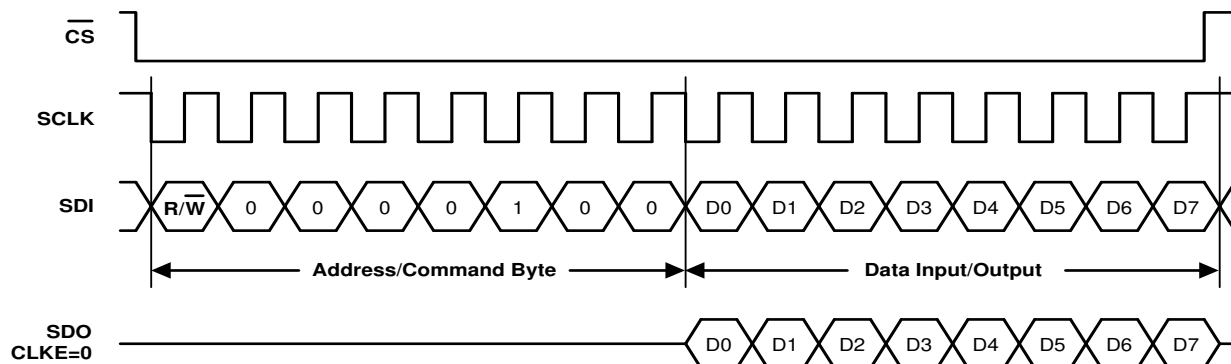 CS
SCLK
SDI R/W 0 0 0 0 1 0 0 D0 D1 D2 D3 D4 D5 D6 D7
Address/Command Byte Data Input/Output
SDO
CLKE=0 D0 D1 D2 D3 D4 D5 D6 D7